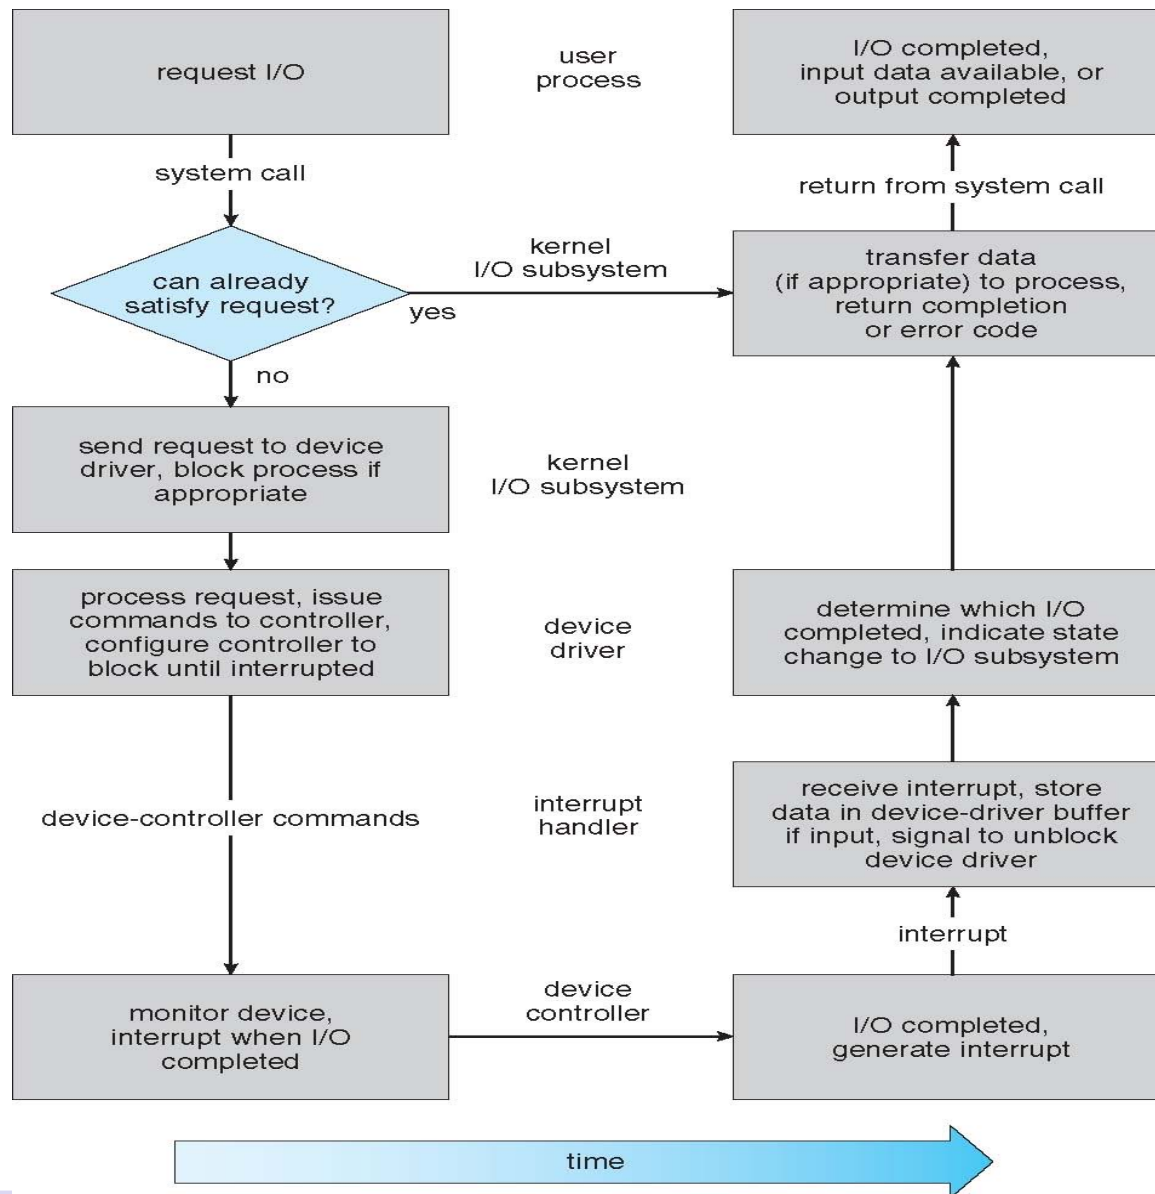 request I/O
user
process
I/O completed,
input data available, or
output completed
system call
return from system call
can already
satisfy request?
kernel
I/O subsystem
yes
transfer data
(if appropriate) to process,
return completion
or error code
no
send request to device
driver, block process if
appropriate
kernel
I/O subsystem
process request, issue
commands to controller,
configure controller to
block until interrupted
device
driver
determine which I/O
completed, indicate state
change to I/O subsystem
device-controller commands
interrupt
handler
receive interrupt, store
data in device-driver buffer
if input, signal to unblock
device driver
interrupt
monitor device,
interrupt when I/O
completed
device
controller
I/O completed,
generate interrupt
time